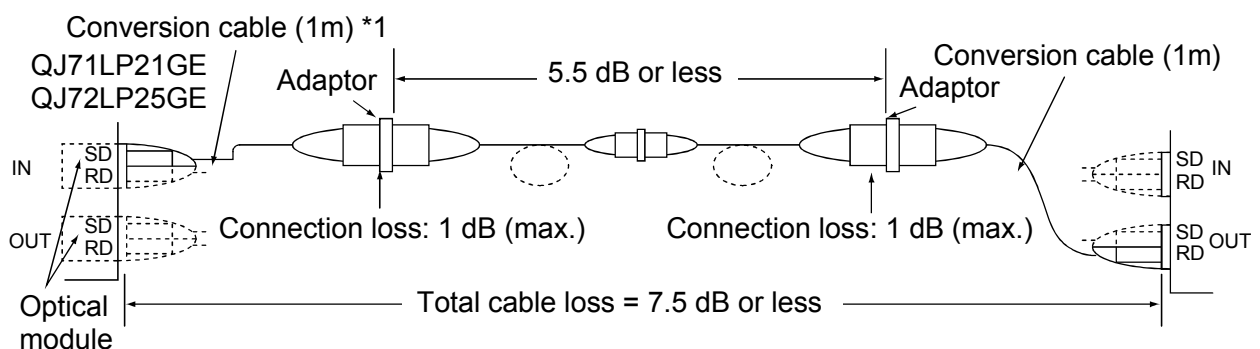 Conversion cable (1m) *1
QJ71LP21GE
QJ72LP25GE
Adaptor
5.5 dB or less
Conversion cable (1m)
Adaptor
IN
SD
RD
SD
RD
IN
OUT
SD
RD
Connection loss: 1 dB (max.)
Connection loss: 1 dB (max.)
SD
RD
OUT
Optical
module
Total cable loss = 7.5 dB or less